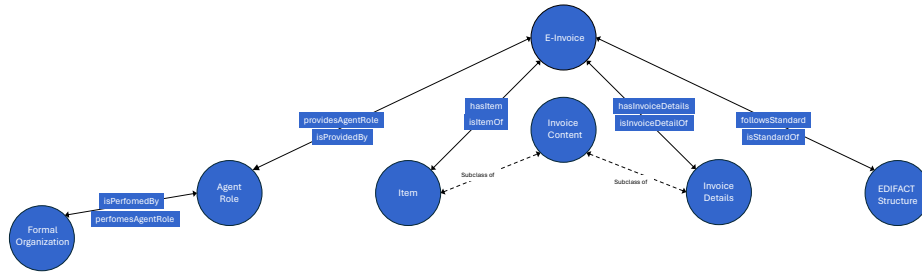 E-Invoice
hasItem
isItemOf
hasInvoiceDetails
isInvoiceDetailOf
providesAgentRole
isProvidedBy
followsStandard
isStandardOf
Invoice
Content
Subclass of
Subclass of
Agent
Role
Item
Invoice
Details
EDIFACT
Structure
isPerfomedBy
perfomesAgentRole
Formal
Organization